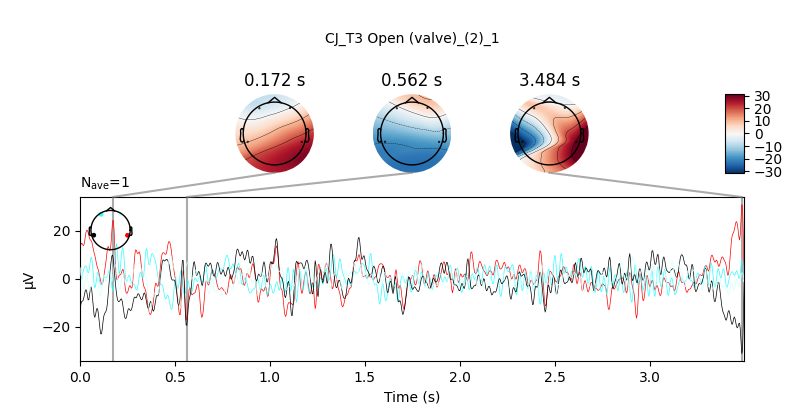 CJ_T3 Open (valve)_(2)_1
0.172 s 0.562 s 3.484 s
30
20
10
0
−10
−20
−30
Nave=1
20
0
−20
µV
0.0 0.5 1.0 1.5 2.0 2.5 3.0
Time (s)